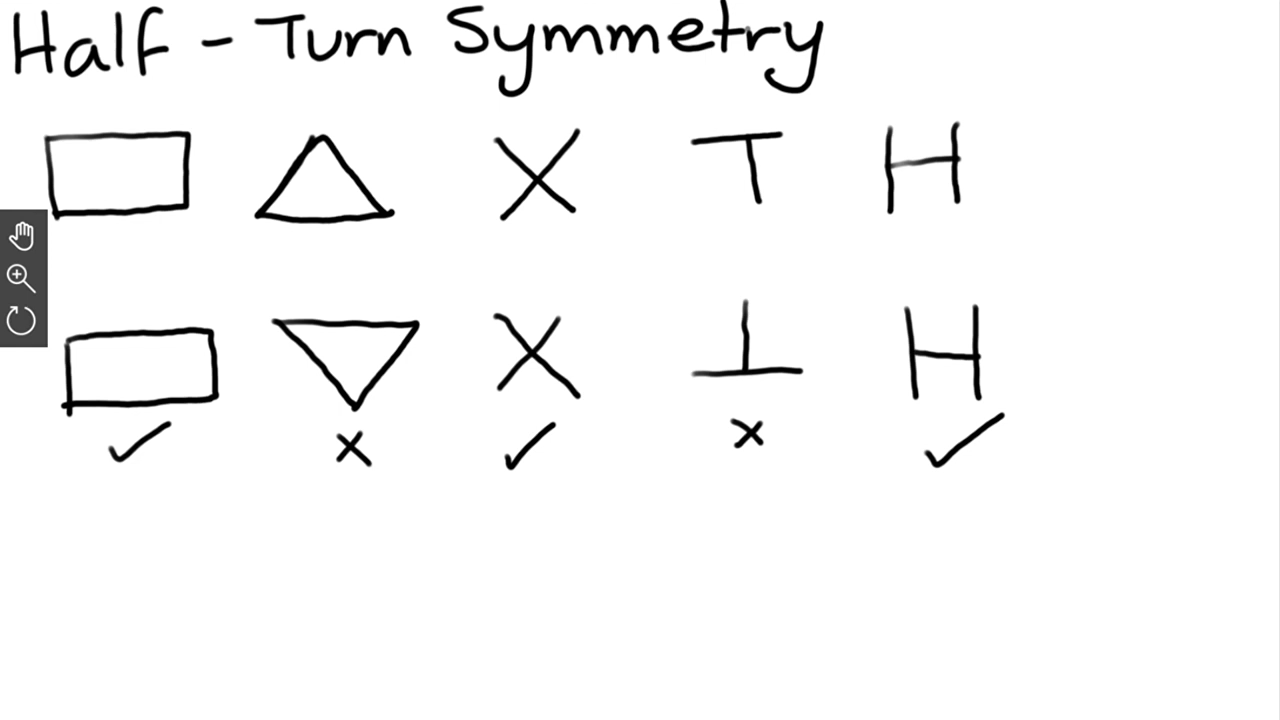 Half - Turn Symmetry
X T H
X ⊥ H
✓ x ✓ x ✓